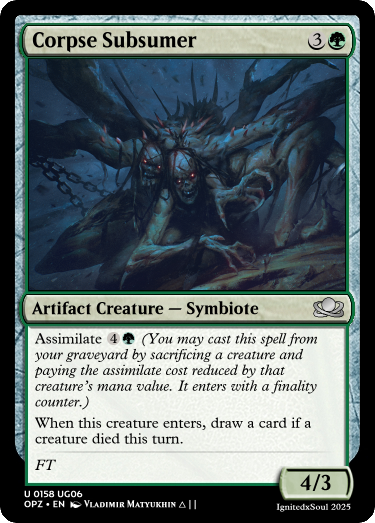 Corpse Subsumer 3
Artifact Creature — Symbiote
Assimilate 4 (You may cast this spell from
your graveyard by sacrificing a creature and
paying the assimilate cost reduced by that
creature's mana value. It enters with a finality
counter.)
When this creature enters, draw a card if a
creature died this turn.
FT
4/3
U 0158 UG06
OPZ • EN Vladimir Matyukhin △ ||
IgnitedxSoul 2025